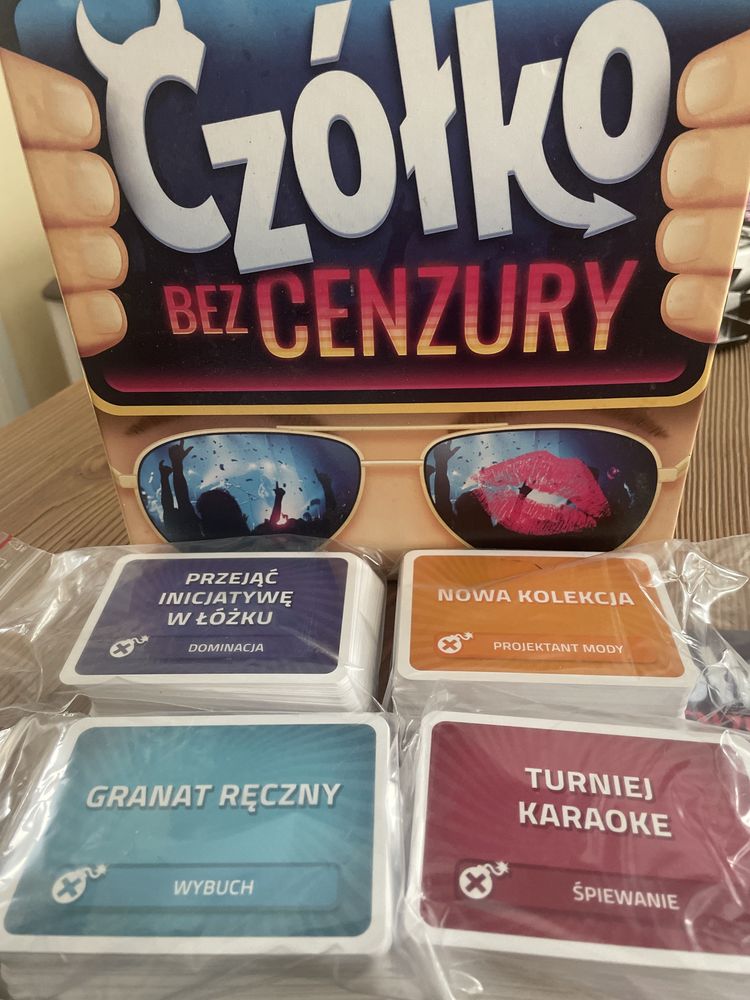 Czółko
BEZ CENZURY
PRZEJĄĆ
INICJATYWĘ
W ŁÓŻKU
DOMINACJA
NOWA KOLEKCJA
PROJEKTANT MODY
GRANAT RĘCZNY
WYBUCH
TURNIEJ
KARAOKE
ŚPIEWANIE